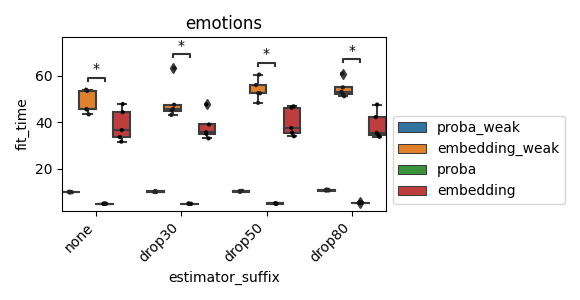 emotions
* * * *
fit_time
60
40
20
none drop30 drop50 drop80
estimator_suffix
proba_weak
embedding_weak
proba
embedding